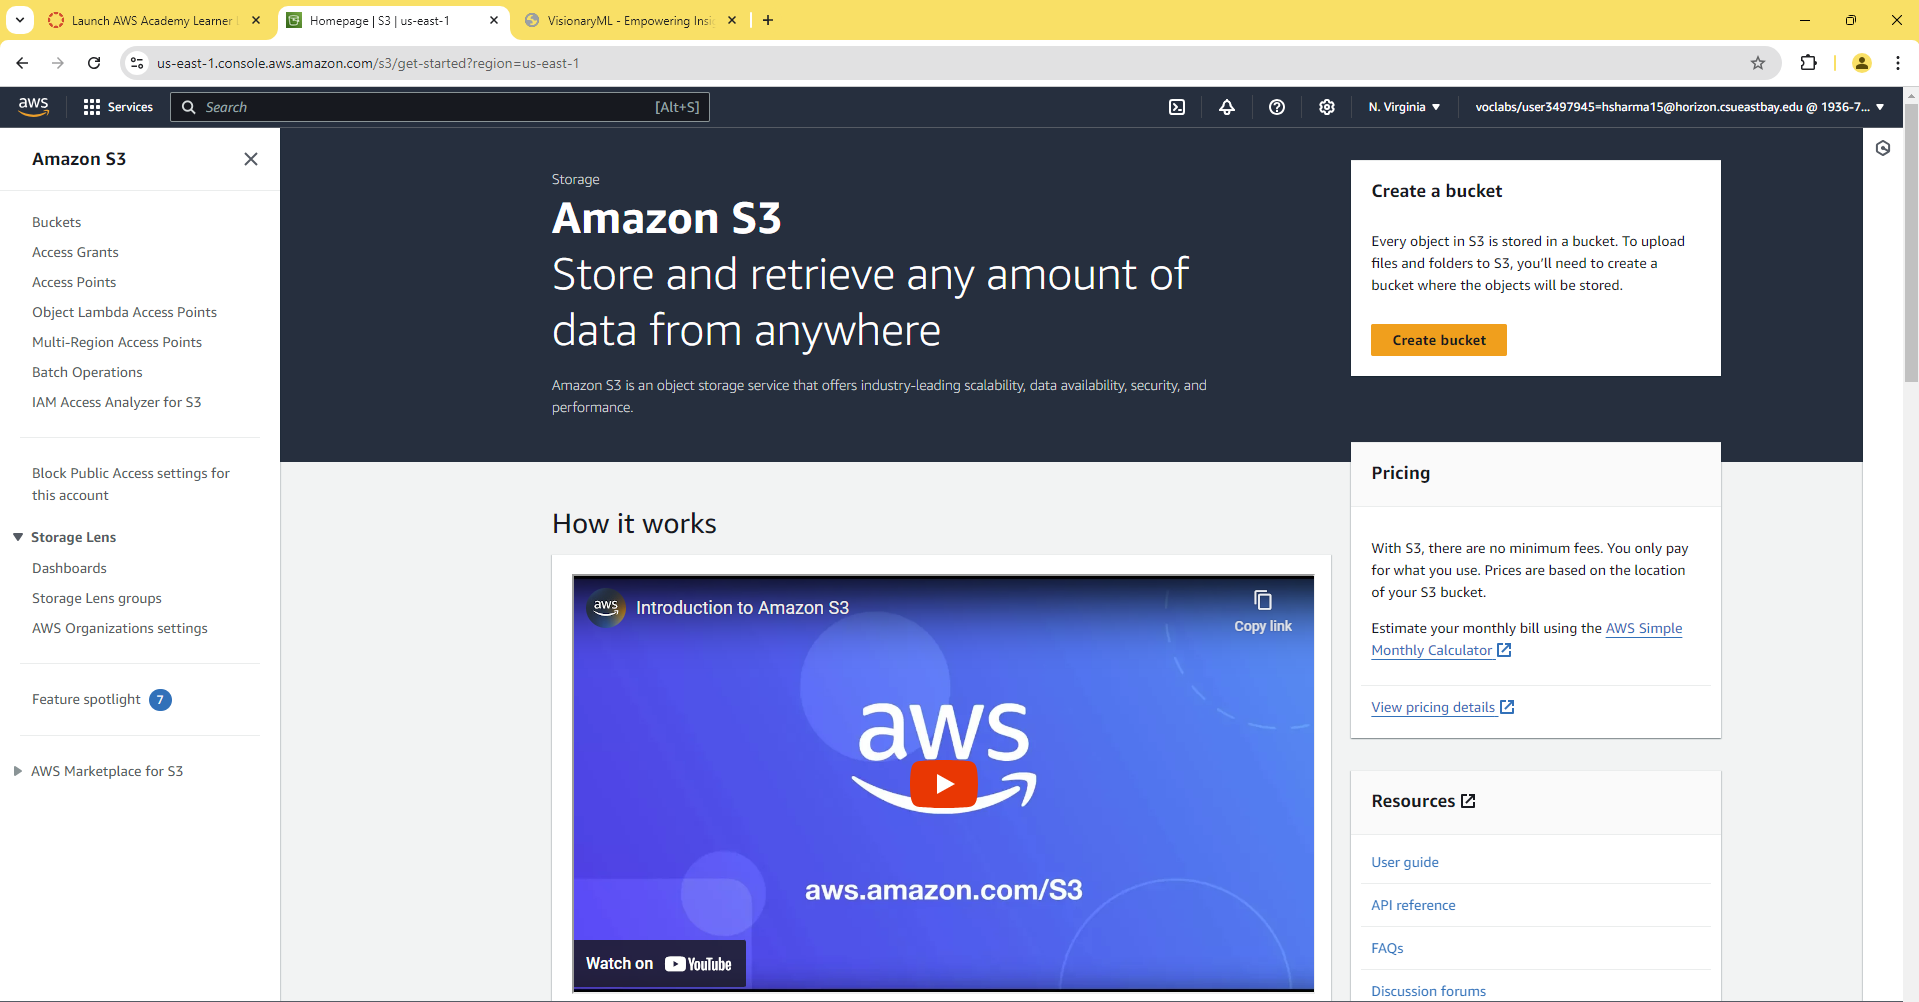 Launch AWS Academy Learner
Homepage | S3 | us-east-1
VisionaryML - Empowering Insi
us-east-1.console.aws.amazon.com/s3/get-started?region=us-east-1
aws
Services
Search
[Alt+S]
N. Virginia
voclabs/user3497945=hsharma15@horizon.csueastbay.edu @ 1936-7...
Amazon S3
Buckets
Access Grants
Access Points
Object Lambda Access Points
Multi-Region Access Points
Batch Operations
IAM Access Analyzer for S3
Block Public Access settings for
this account
Storage Lens
Dashboards
Storage Lens groups
AWS Organizations settings
Feature spotlight 7
AWS Marketplace for S3
Storage
Amazon S3
Store and retrieve any amount of
data from anywhere
Amazon S3 is an object storage service that offers industry-leading scalability, data availability, security, and
performance.
How it works
aws
Introduction to Amazon S3
Copy link
aws
aws.amazon.com/S3
Watch on YouTube
Create a bucket
Every object in S3 is stored in a bucket. To upload
files and folders to S3, you’ll need to create a
bucket where the objects will be stored.
Create bucket
Pricing
With S3, there are no minimum fees. You only pay
for what you use. Prices are based on the location
of your S3 bucket.
Estimate your monthly bill using the AWS Simple
Monthly Calculator
View pricing details
Resources
User guide
API reference
FAQs
Discussion forums